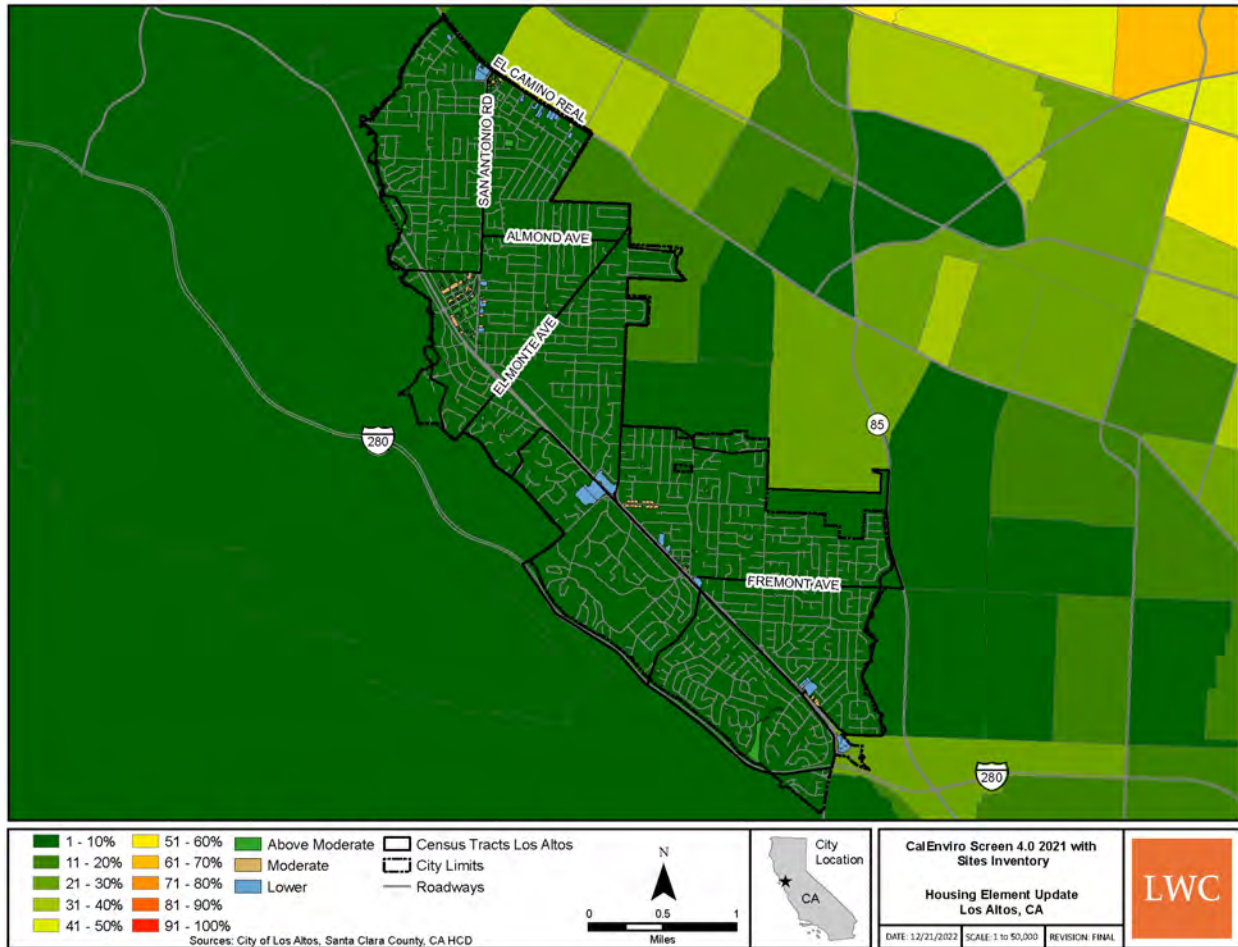 EL CAMINO REAL
SAN ANTONIO RD
ALMOND AVE
EL MONTE AVE
280
85
FREMONT AVE
280
1 - 10%
11 - 20%
21 - 30%
31 - 40%
41 - 50%
51 - 60%
61 - 70%
71 - 80%
81 - 90%
91 - 100%
Above Moderate
Moderate
Lower
Census Tracts Los Altos
City Limits
Roadways
Sources: City of Los Altos, Santa Clara County, CA HCD
N
0 0.5 1
Miles
City
Location
CA
CalEnviro Screen 4.0 2021 with
Sites Inventory
Housing Element Update
Los Altos, CA
DATE: 12/21/2022 SCALE: 1 to 50,000 REVISION: FINAL
LWC